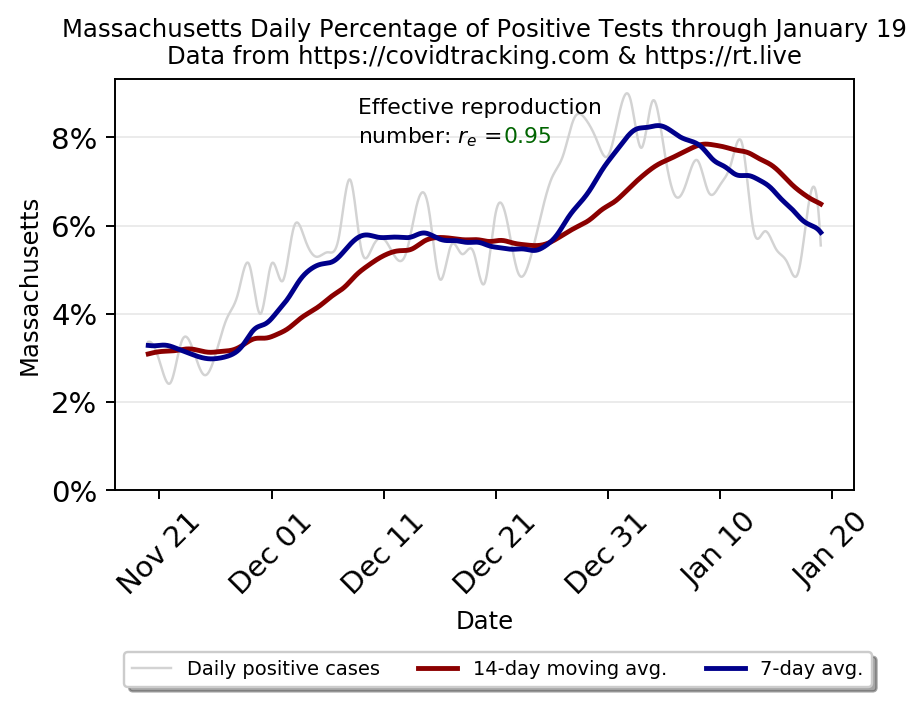 Massachusetts Daily Percentage of Positive Tests through January 19
Data from https://covidtracking.com & https://rt.live
Effective reproduction
number: rₑ =0.95
8%
6%
4%
2%
0%
Massachusetts
Nov 21
Dec 01
Dec 11
Dec 21
Dec 31
Jan 10
Jan 20
Date
Daily positive cases
14-day moving avg.
7-day avg.